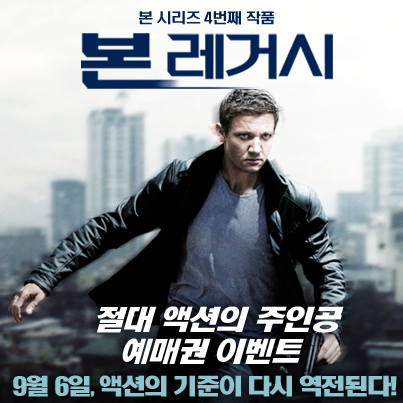 본 시리즈 4번째 작품
본 레거시
절대 액션의 주인공
예매권 이벤트
9월 6일, 액션의 기준이 다시 역전된다!